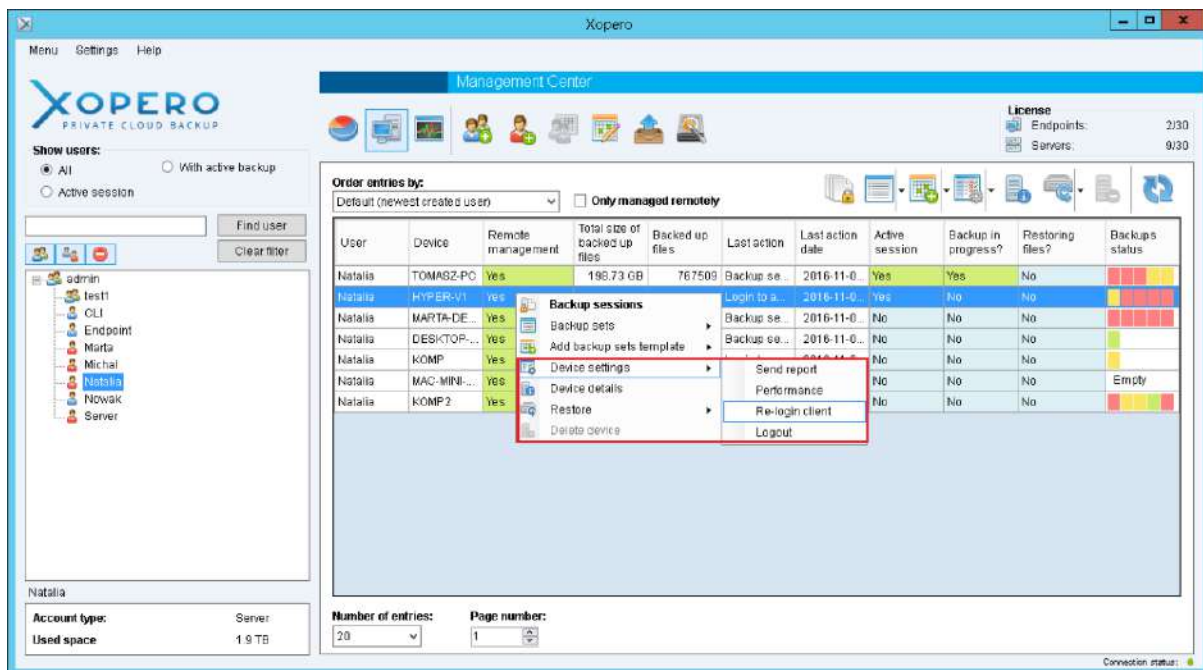 Xopero
Menu Settings Help
Management Center
XOPERO
PRIVATE CLOUD BACKUP
License
Endpoints: 2/30
Servers: 9/30
Show users:
All
With active backup
Active session
Find user
Clear filter
admin
test1
CLI
Endpoint
Marta
Michal
Natalia
Nowak
Server
Natalia
Account type: Server
Used space 1.9 TB
Order entries by:
Default (newest created user)
Only managed remotely
User Device Remote management Total size of backed up files Backed up files Last action Last action date Active session Backup in progress? Restoring files? Backups status
Natalia TOMASZ-PC Yes 198.73 GB 767509 Backup se... 2016-11-0... Yes Yes No
Natalia HYPER-V1 Yes Login to a... 2016-11-0... Yes No No
Natalia MARTA-DE... Yes Backup se... 2016-11-0... No No No
Natalia DESKTOP-... Yes Backup se... 2016-11-0... No No No
Natalia KOMP Yes No No No
Natalia MAC-MINI-... Yes No No No Empty
Natalia KOMP2 Yes No No No
Backup sessions
Backup sets
Add backup sets template
Device settings
Device details
Restore
Delete device
Send report
Performance
Re-login client
Logout
Number of entries:
20
Page number:
1
Connection status: